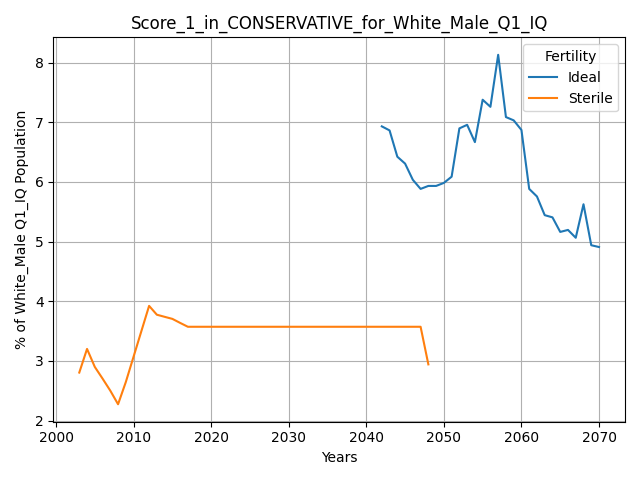 Score_1_in_CONSERVATIVE_for_White_Male_Q1_IQ
Fertility
Ideal
Sterile
% of White_Male Q1_IQ Population
8
7
6
5
4
3
2
2000 2010 2020 2030 2040 2050 2060 2070
Years